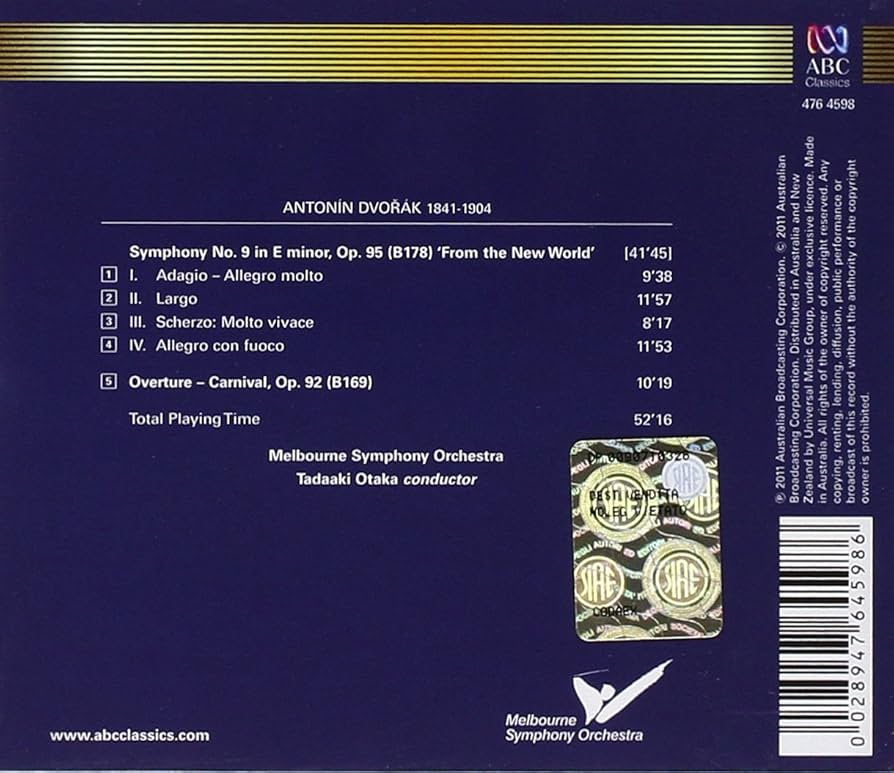 ABC
Classics
476 4598
ANTONÍN DVOŘÁK 1841-1904
Symphony No. 9 in E minor, Op. 95 (B178) ‘From the New World’ [41’45]
1 I. Adagio – Allegro molto 9’38
2 II. Largo 11’57
3 III. Scherzo: Molto vivace 8’17
4 IV. Allegro con fuoco 11’53
5 Overture – Carnival, Op. 92 (B169) 10’19
Total Playing Time 52’16
Melbourne Symphony Orchestra
Tadaaki Otaka conductor
DEST. VENDITA
NOLEG VIETATO
SIAE
SIAE
Melbourne
Symphony Orchestra
www.abcclassics.com
℗ 2011 Australian Broadcasting Corporation. © 2011 Australian
Broadcasting Corporation. Distributed in Australia and New
Zealand by Universal Music Group, under exclusive licence. Made
in Australia. All rights of the owner of copyright reserved. Any
copying, renting, lending, diffusion, public performance or
broadcast of this record without the authority of the copyright
owner is prohibited.
0 028947 645986